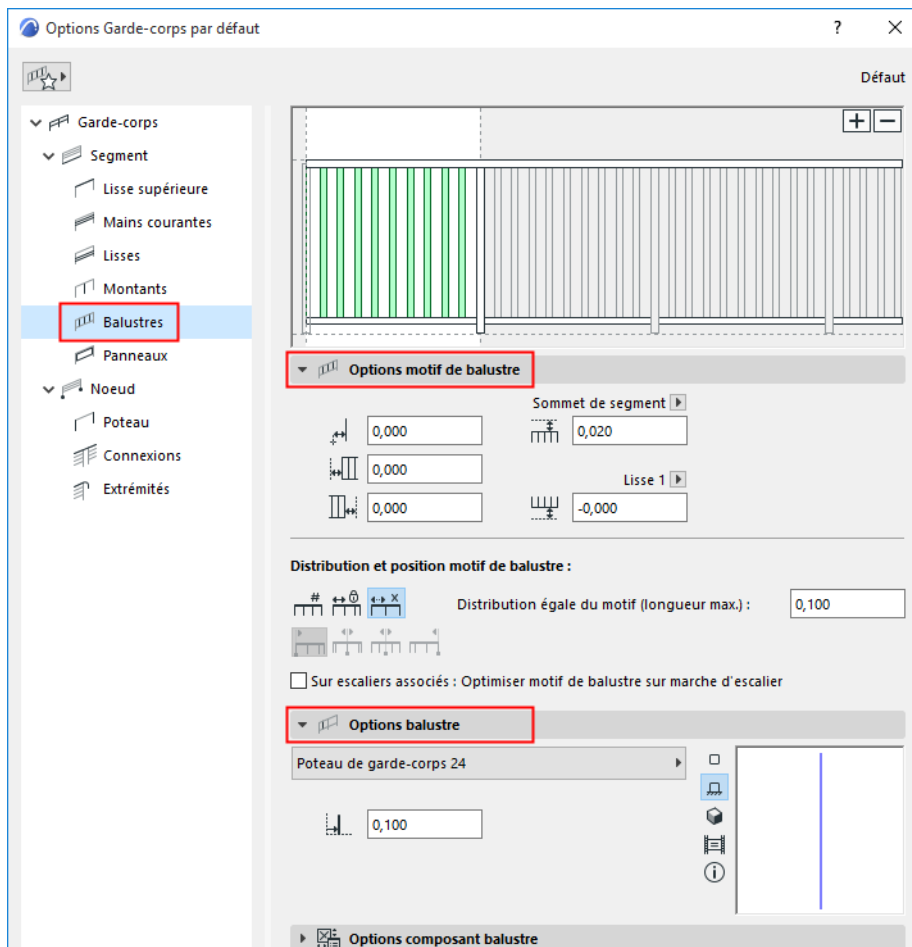 Options Garde-corps par défaut
?
Défaut
Garde-corps
Segment
Lisse supérieure
Mains courantes
Lisses
Montants
Balustres
Panneaux
Noeud
Poteau
Connexions
Extrémités
Options motif de balustre
Sommet de segment
0,000
0,020
0,000
Lisse 1
0,000
-0,000
Distribution et position motif de balustre :
Distribution égale du motif (longueur max.) :
0,100
Sur escaliers associés : Optimiser motif de balustre sur marche d'escalier
Options balustre
Poteau de garde-corps 24
0,100
Options composant balustre